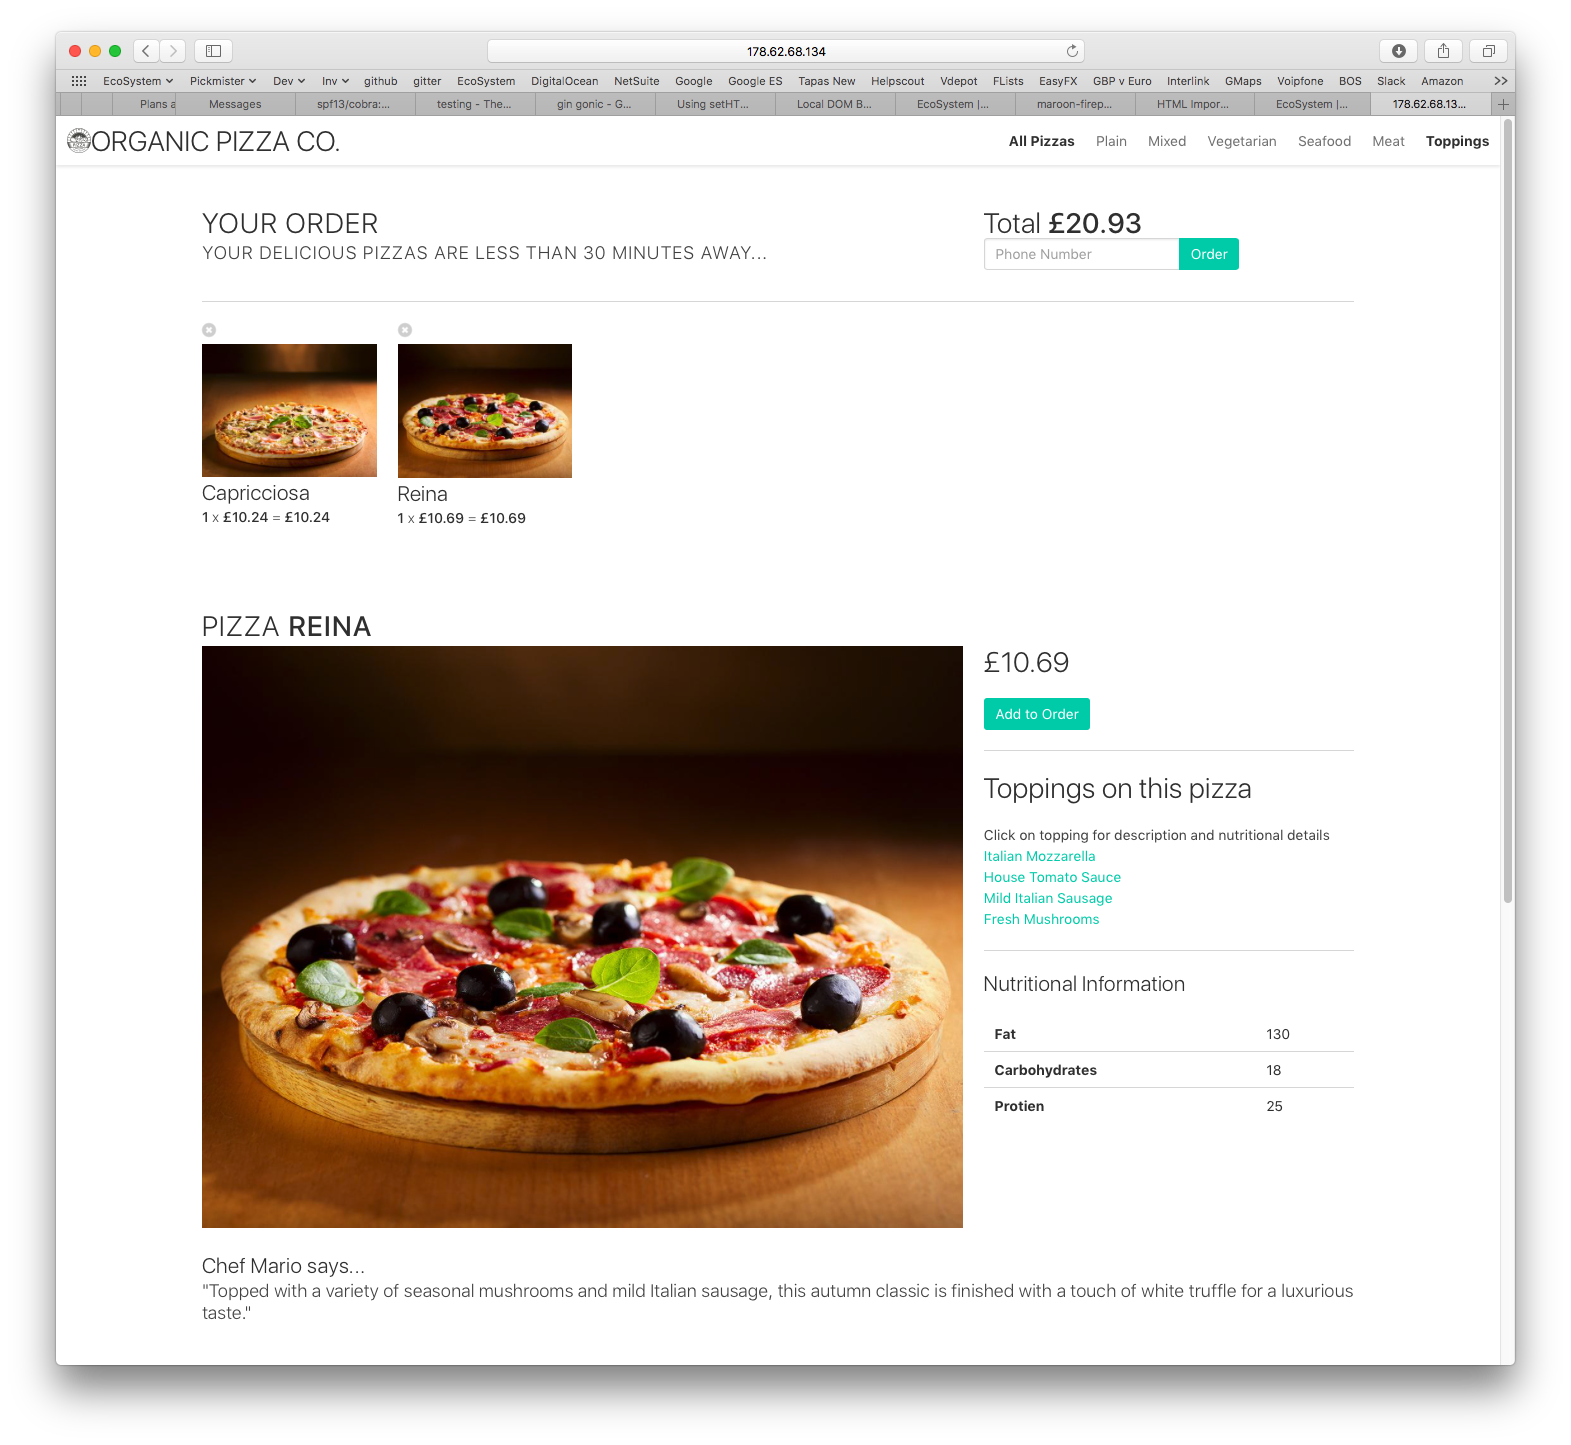 178.62.68.134
EcoSystem Pickmister Dev Inv github gitter EcoSystem DigitalOcean NetSuite Google Google ES Tapas New Helpscout Vdepot FLists EasyFX GBP v Euro Interlink GMaps Voipfone BOS Slack Amazon >>
Plans a Messages spf13/cobra:... testing - The... gin gonic - G... Using setHT... Local DOM B... EcoSystem |... maroon-firep... HTML Impor... EcoSystem |... 178.62.68.13... +
ORGANIC PIZZA CO. All Pizzas Plain Mixed Vegetarian Seafood Meat Toppings
YOUR ORDER
YOUR DELICIOUS PIZZAS ARE LESS THAN 30 MINUTES AWAY...
Total £20.93
Phone Number Order
Capricciosa
1 x £10.24 = £10.24
Reina
1 x £10.69 = £10.69
PIZZA REINA
£10.69
Add to Order
Toppings on this pizza
Click on topping for description and nutritional details
Italian Mozzarella
House Tomato Sauce
Mild Italian Sausage
Fresh Mushrooms
Nutritional Information
Fat 130
Carbohydrates 18
Protien 25
Chef Mario says...
"Topped with a variety of seasonal mushrooms and mild Italian sausage, this autumn classic is finished with a touch of white truffle for a luxurious
taste."